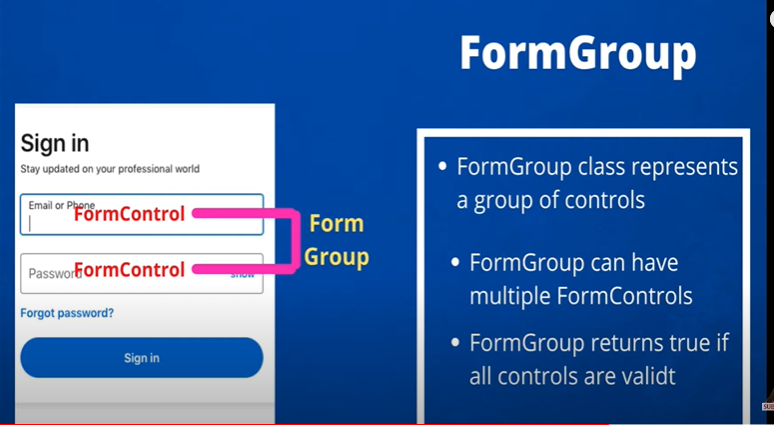 FormGroup
Sign in
Stay updated on your professional world
Email or Phone
FormControl
Password
FormControl
show
Forgot password?
Sign in
Form
Group
• FormGroup class represents
a group of controls
• FormGroup can have
multiple FormControls
• FormGroup returns true if
all controls are validt